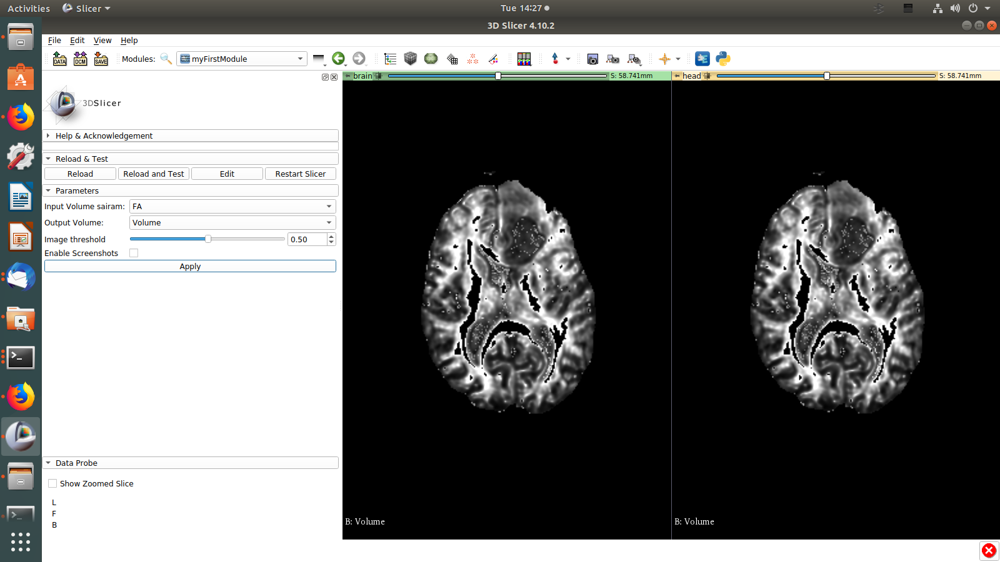 Activities Slicer Tue 14:27
3D Slicer 4.10.2
File Edit View Help
DATA DCM SAVE Modules: myFirstModule
brain S: 58.741mm head S: 58.741mm
3DSlicer
Help & Acknowledgement
Reload & Test
Reload Reload and Test Edit Restart Slicer
Parameters
Input Volume sairam: FA
Output Volume: Volume
Image threshold 0.50
Enable Screenshots
Apply
Data Probe
Show Zoomed Slice
L
F
B
B: Volume B: Volume